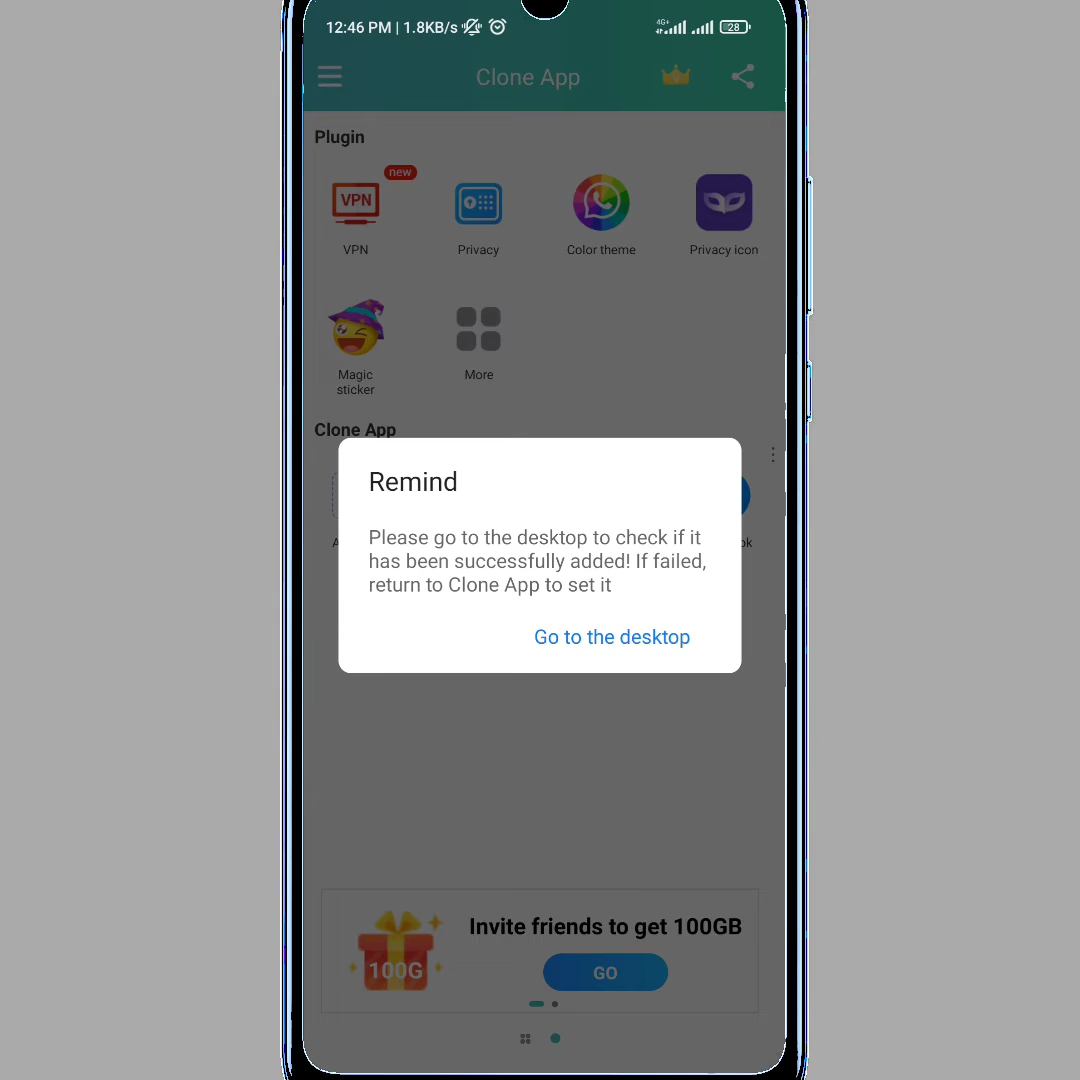 12:46 PM | 1.8KB/s 4G+ 28
Clone App
Plugin
new
VPN
VPN
Privacy
Color theme
Privacy icon
Magic
sticker
More
Clone App
Remind
Please go to the desktop to check if it
has been successfully added! If failed,
return to Clone App to set it
Go to the desktop
Invite friends to get 100GB
100G
GO